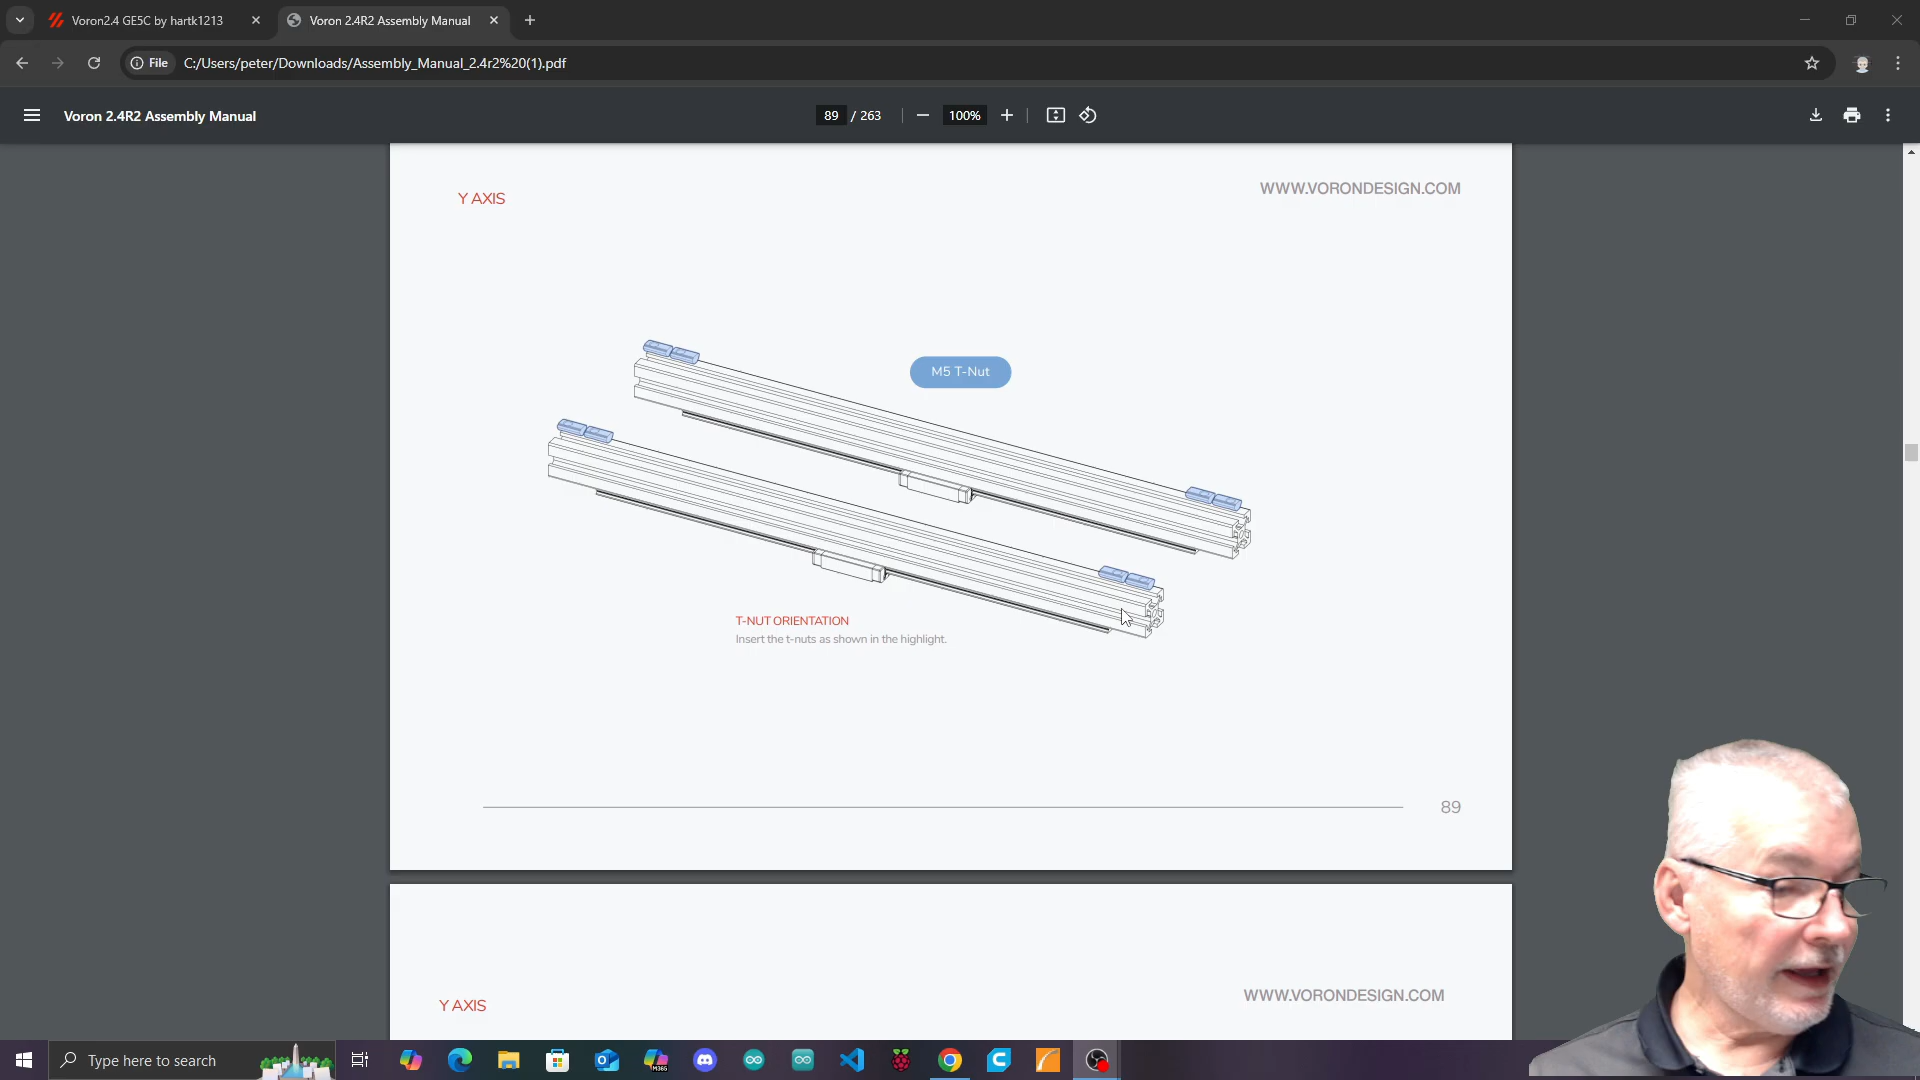 Voron2.4 GE5C by hartk1213
Voron 2.4R2 Assembly Manual
File
C:/Users/peter/Downloads/Assembly_Manual_2.4r2%20(1).pdf
Voron 2.4R2 Assembly Manual
89 / 263
100%
Y AXIS
WWW.VORONDESIGN.COM
M5 T-Nut
T-NUT ORIENTATION
Insert the t-nuts as shown in the highlight.
89
Y AXIS
WWW.VORONDESIGN.COM
Type here to search
M365